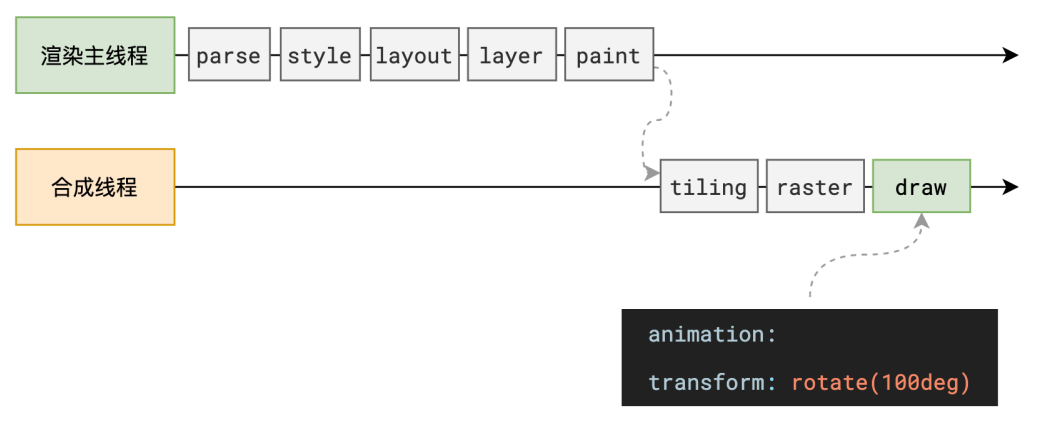 渲染主线程
parse
style
layout
layer
paint
合成线程
tiling
raster
draw
animation:
transform: rotate(100deg)